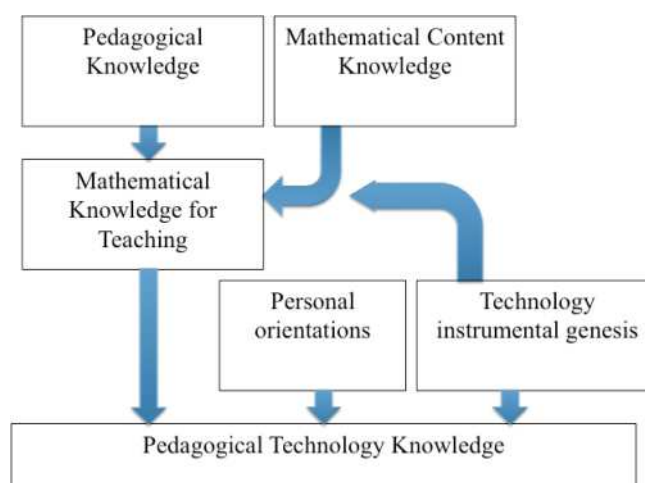 Pedagogical
Knowledge
Mathematical Content
Knowledge
Mathematical
Knowledge for
Teaching
Personal
orientations
Technology
instrumental genesis
Pedagogical Technology Knowledge